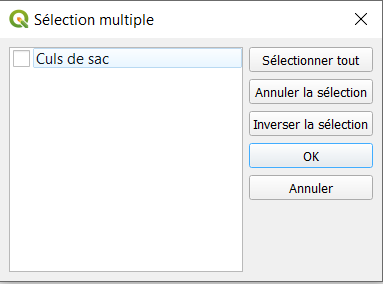 Sélection multiple
Culs de sac
Sélectionner tout
Annuler la sélection
Inverser la sélection
OK
Annuler